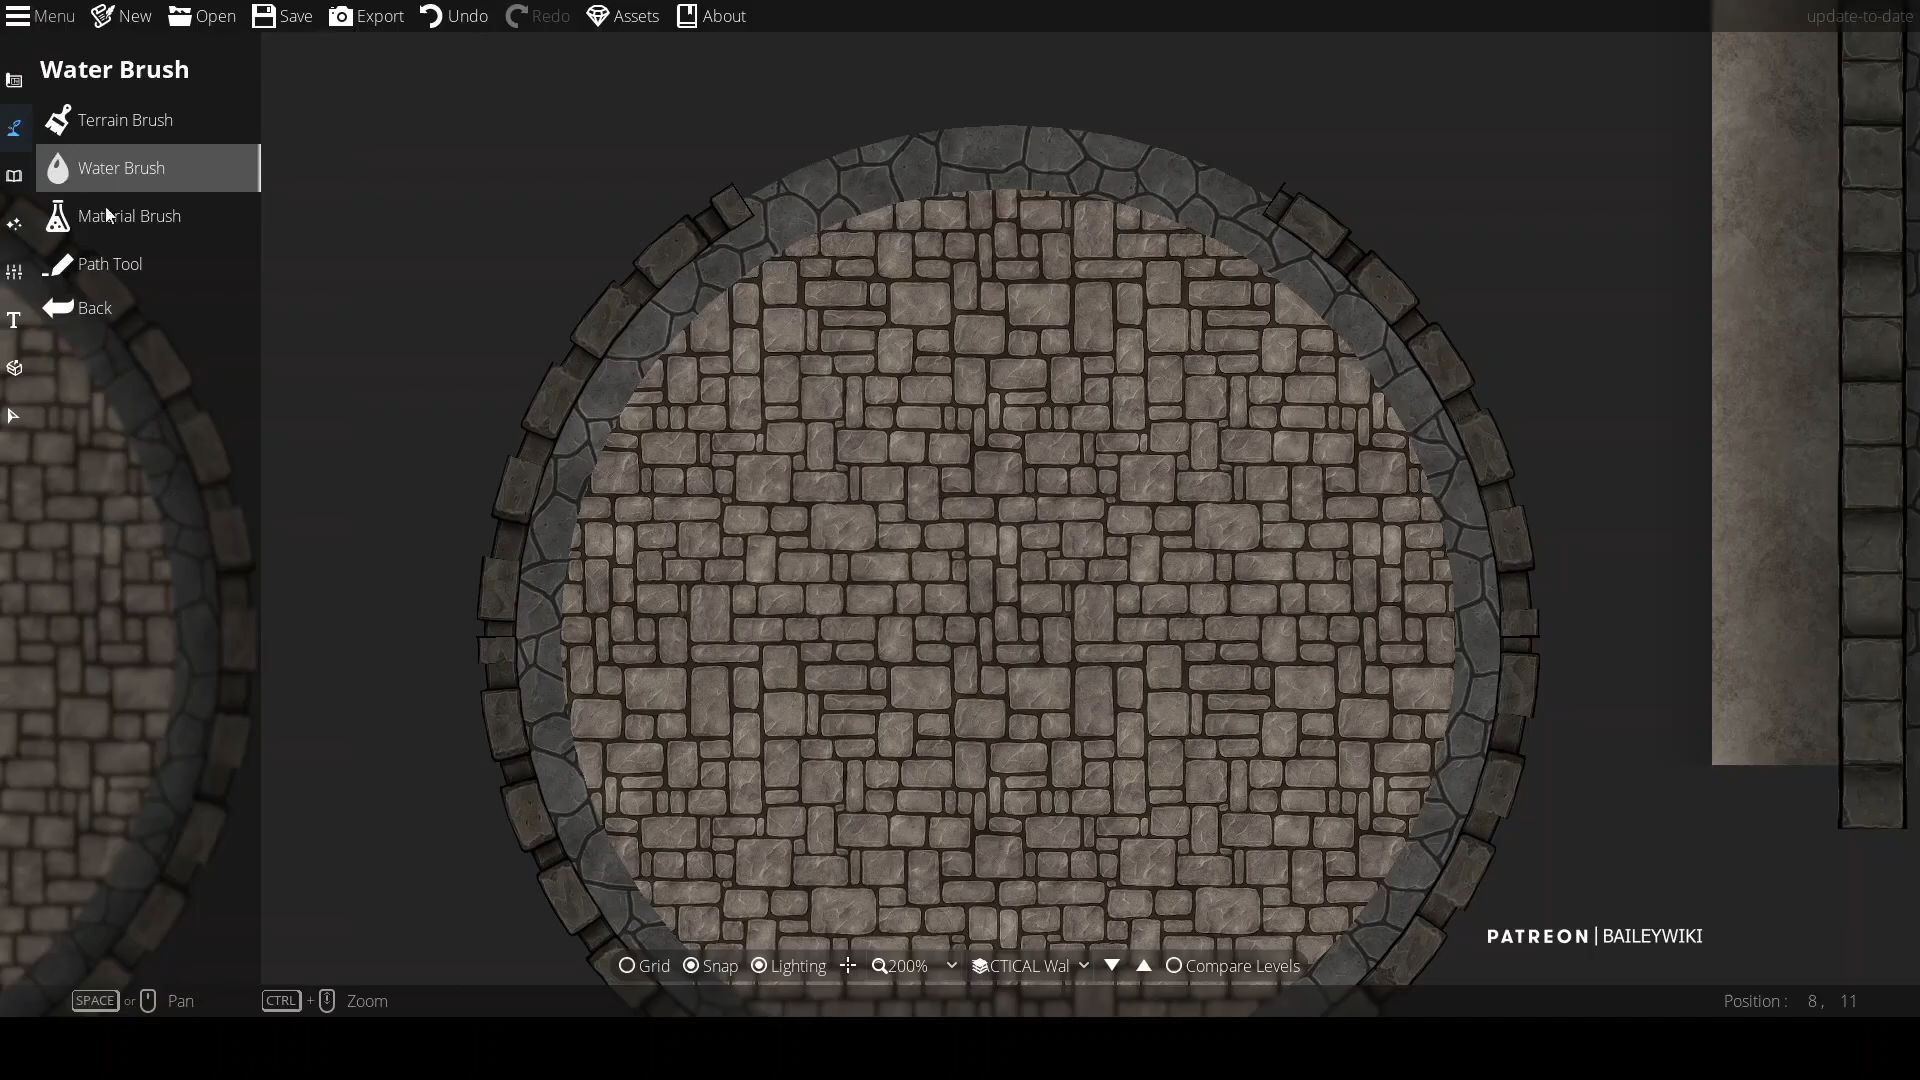 Menu New Open Save Export Undo Redo Assets About update-to-date
Water Brush
Terrain Brush
Water Brush
Material Brush
Path Tool
Back
T
PATREON | BAILEYWIKI
Grid Snap Lighting 200% ACTICAL Wal Compare Levels
SPACE or Pan CTRL + Zoom Position : 8 , 11